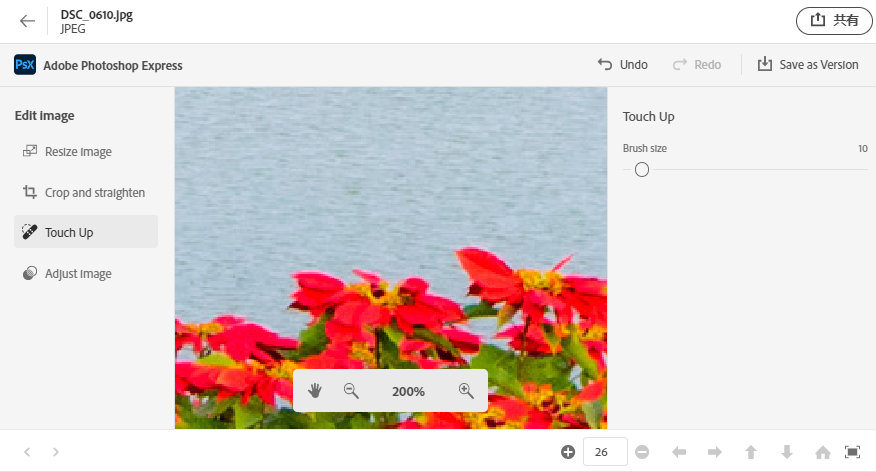 DSC_0610.jpg
JPEG
共有
PsX Adobe Photoshop Express
Undo
Redo
Save as Version
Edit image
Resize image
Crop and straighten
Touch Up
Adjust image
Touch Up
Brush size 10
200%
26